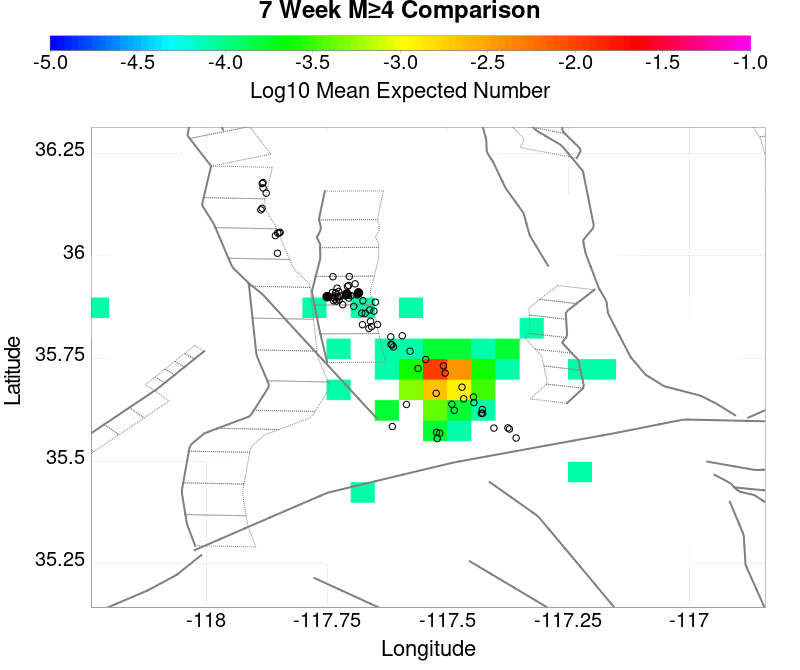 7 Week M≥4 Comparison
-5.0 -4.5 -4.0 -3.5 -3.0 -2.5 -2.0 -1.5 -1.0
Log10 Mean Expected Number
36.25
36
35.75
35.5
35.25
Latitude
-118 -117.75 -117.5 -117.25 -117
Longitude